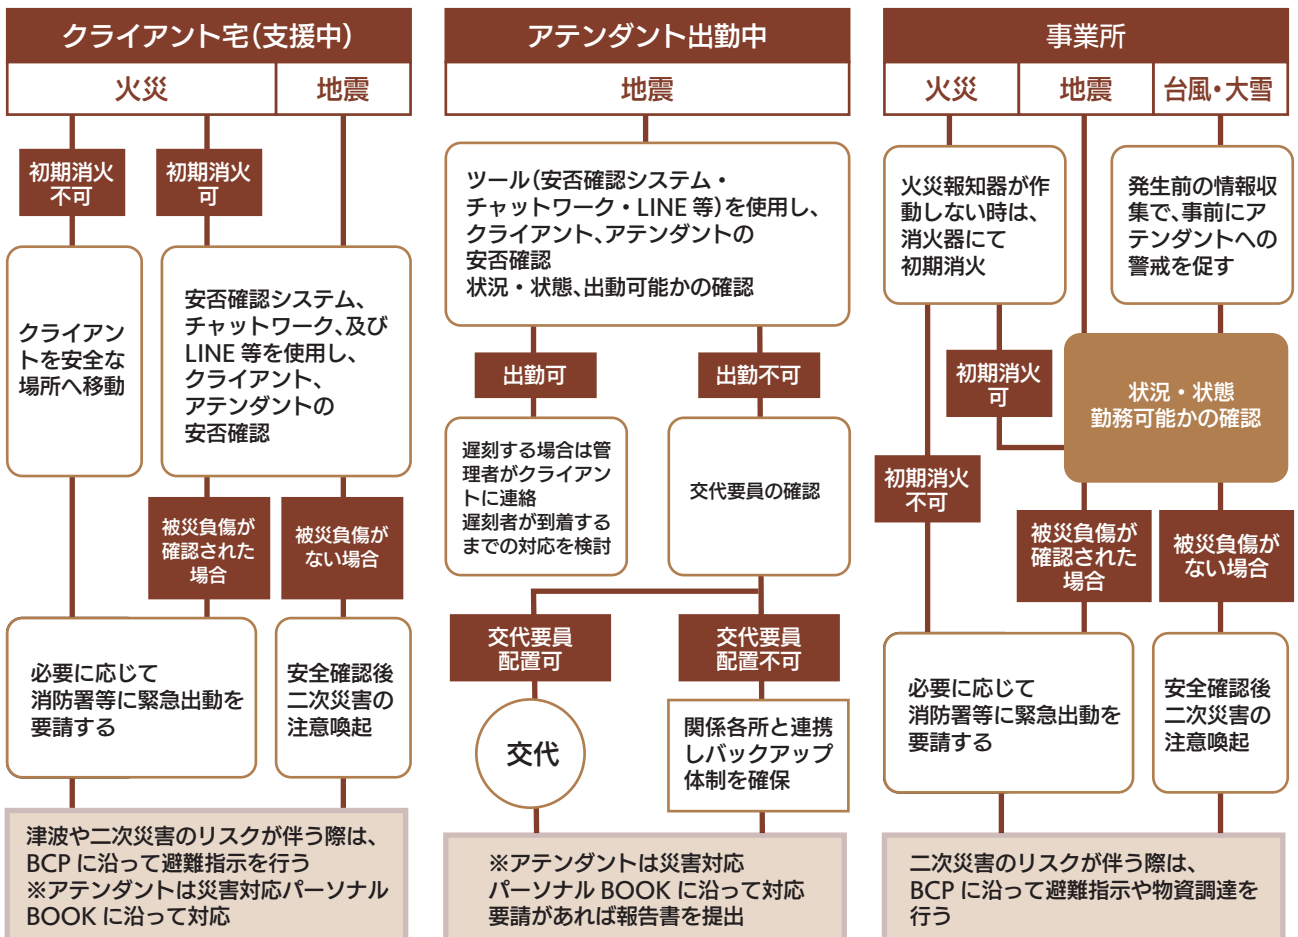 クライアント宅（支援中）
火災
地震
初期消火
不可
初期消火
可
クライアン
トを安全な
場所へ移動
安否確認システム、
チャットワーク、及び
LINE 等を使用し、
クライアント、
アテンダントの
安否確認
被災負傷が
確認された
場合
被災負傷が
ない場合
必要に応じて
消防署等に緊急出動を
要請する
安全確認後
二次災害の
注意喚起
津波や二次災害のリスクが伴う際は、
BCP に沿って避難指示を行う
※アテンダントは災害対応パーソナル
BOOK に沿って対応
アテンダント出勤中
地震
ツール（安否確認システム・
チャットワーク・LINE 等）を使用し、
クライアント、アテンダントの
安否確認
状況・状態、出動可能かの確認
出勤可
出勤不可
遅刻する場合は管
理者がクライアン
トに連絡
遅刻者が到着する
までの対応を検討
交代要員の確認
交代要員
配置可
交代要員
配置不可
交代
関係各所と連携
しバックアップ
体制を確保
※アテンダントは災害対応
パーソナル BOOK に沿って対応
要請があれば報告書を提出
事業所
火災
地震
台風・大雪
火災報知器が作
動しない時は、
消火器にて
初期消火
発生前の情報収
集で、事前にア
テンダントへの
警戒を促す
初期消火
可
状況・状態
勤務可能かの確認
初期消火
不可
被災負傷が
確認された
場合
被災負傷が
ない場合
必要に応じて
消防署等に緊急出動を
要請する
安全確認後
二次災害の
注意喚起
二次災害のリスクが伴う際は、
BCP に沿って避難指示や物資調達を
行う